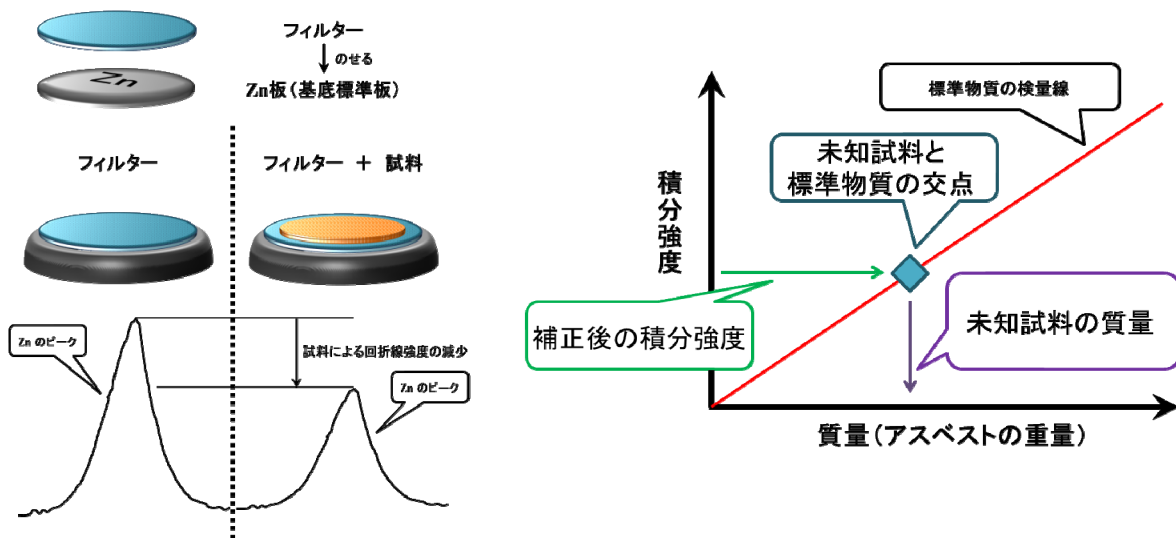 フィルター
のせる
Zn板(基底標準板)
Zn
フィルター
フィルター + 試料
Zn のピーク
試料による回折線強度の減少
Zn のピーク
標準物質の検量線
未知試料と
標準物質の交点
積分強度
補正後の積分強度
未知試料の質量
質量(アスベストの重量)